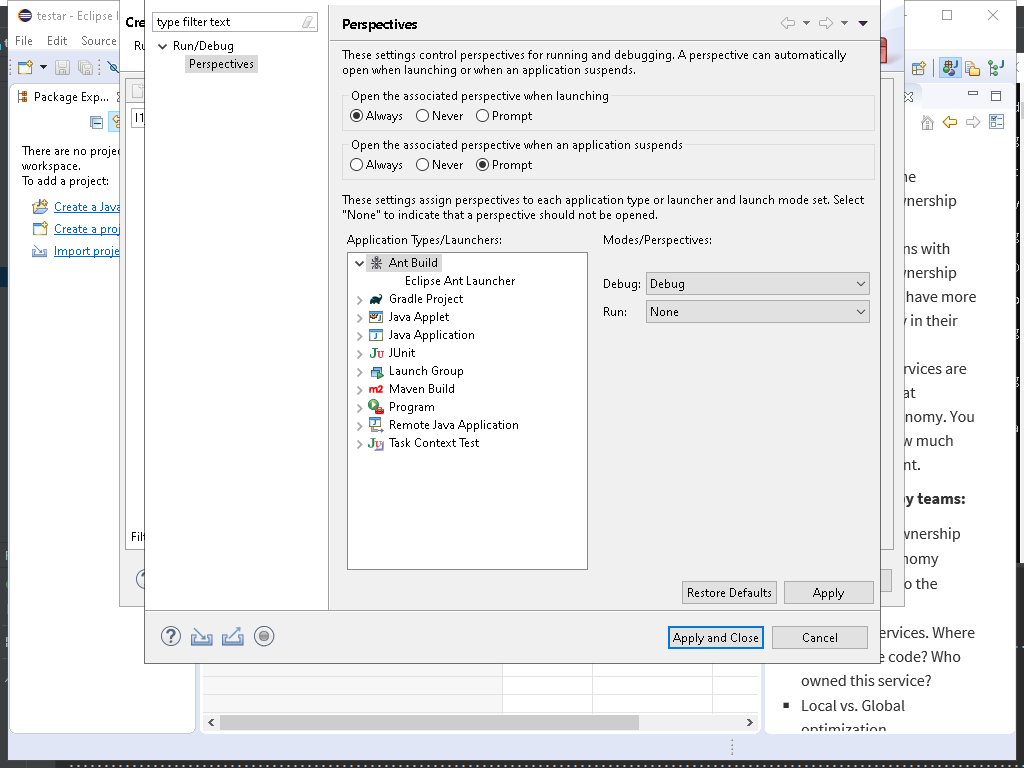 testar - Eclipse I
File Edit Source
Package Exp...
There are no proje
workspace.
To add a project:
Create a Java
Create a proj
Import proje
Cre
type filter text
Run/Debug
Perspectives
Perspectives
These settings control perspectives for running and debugging. A perspective can automatically
open when launching or when an application suspends.
Open the associated perspective when launching
Always Never Prompt
Open the associated perspective when an application suspends
Always Never Prompt
These settings assign perspectives to each application type or launcher and launch mode set. Select
"None" to indicate that a perspective should not be opened.
Application Types/Launchers: Modes/Perspectives:
Ant Build
Eclipse Ant Launcher
Gradle Project
Java Applet
Java Application
JUnit
Launch Group
Maven Build
Program
Remote Java Application
Task Context Test
Debug: Debug
Run: None
Restore Defaults Apply
Apply and Close Cancel
Filt
ne
wnership
ns with
wnership
have more
y in their
rvices are
at
nomy. You
w much
nt.
y teams:
wnership
nomy
o the
ervices. Where
e code? Who
owned this service?
▪ Local vs. Global
optimization